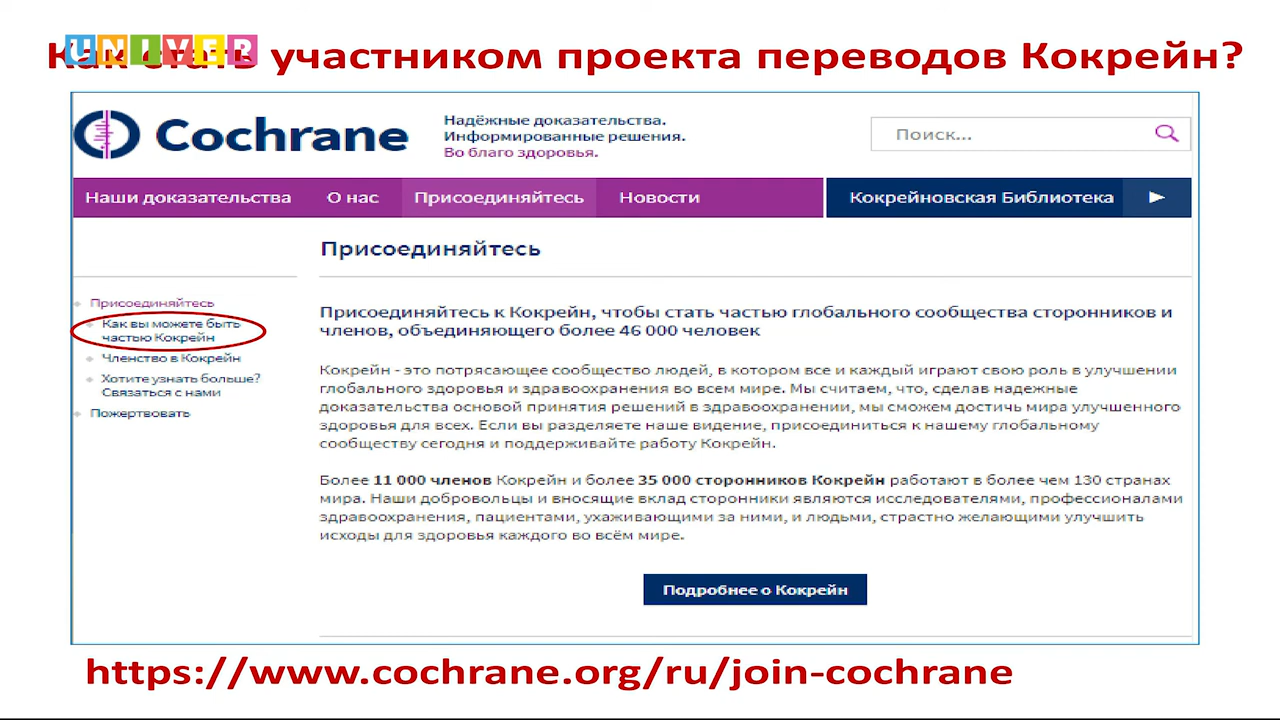 Как стать участником проекта переводов Кокрейн?
UNIVER
Cochrane
Надёжные доказательства.
Информированные решения.
Во благо здоровья.
Поиск...
Наши доказательства
О нас
Присоединяйтесь
Новости
Кокрейновская Библиотека
Присоединяйтесь
Присоединяйтесь
Как вы можете быть
частью Кокрейн
Членство в Кокрейн
Хотите узнать больше?
Связаться с нами
Пожертвовать
Присоединяйтесь к Кокрейн, чтобы стать частью глобального сообщества сторонников и
членов, объединяющего более 46 000 человек
Кокрейн - это потрясающее сообщество людей, в котором все и каждый играют свою роль в улучшении
глобального здоровья и здравоохранения во всем мире. Мы считаем, что, сделав надежные
доказательства основой принятия решений в здравоохранении, мы сможем достичь мира улучшенного
здоровья для всех. Если вы разделяете наше видение, присоединиться к нашему глобальному
сообществу сегодня и поддерживайте работу Кокрейн.
Более 11 000 членов Кокрейн и более 35 000 сторонников Кокрейн работают в более чем 130 странах
мира. Наши добровольцы и вносящие вклад сторонники являются исследователями, профессионалами
здравоохранения, пациентами, ухаживающими за ними, и людьми, страстно желающими улучшить
исходы для здоровья каждого во всём мире.
Подробнее о Кокрейн
https://www.cochrane.org/ru/join-cochrane